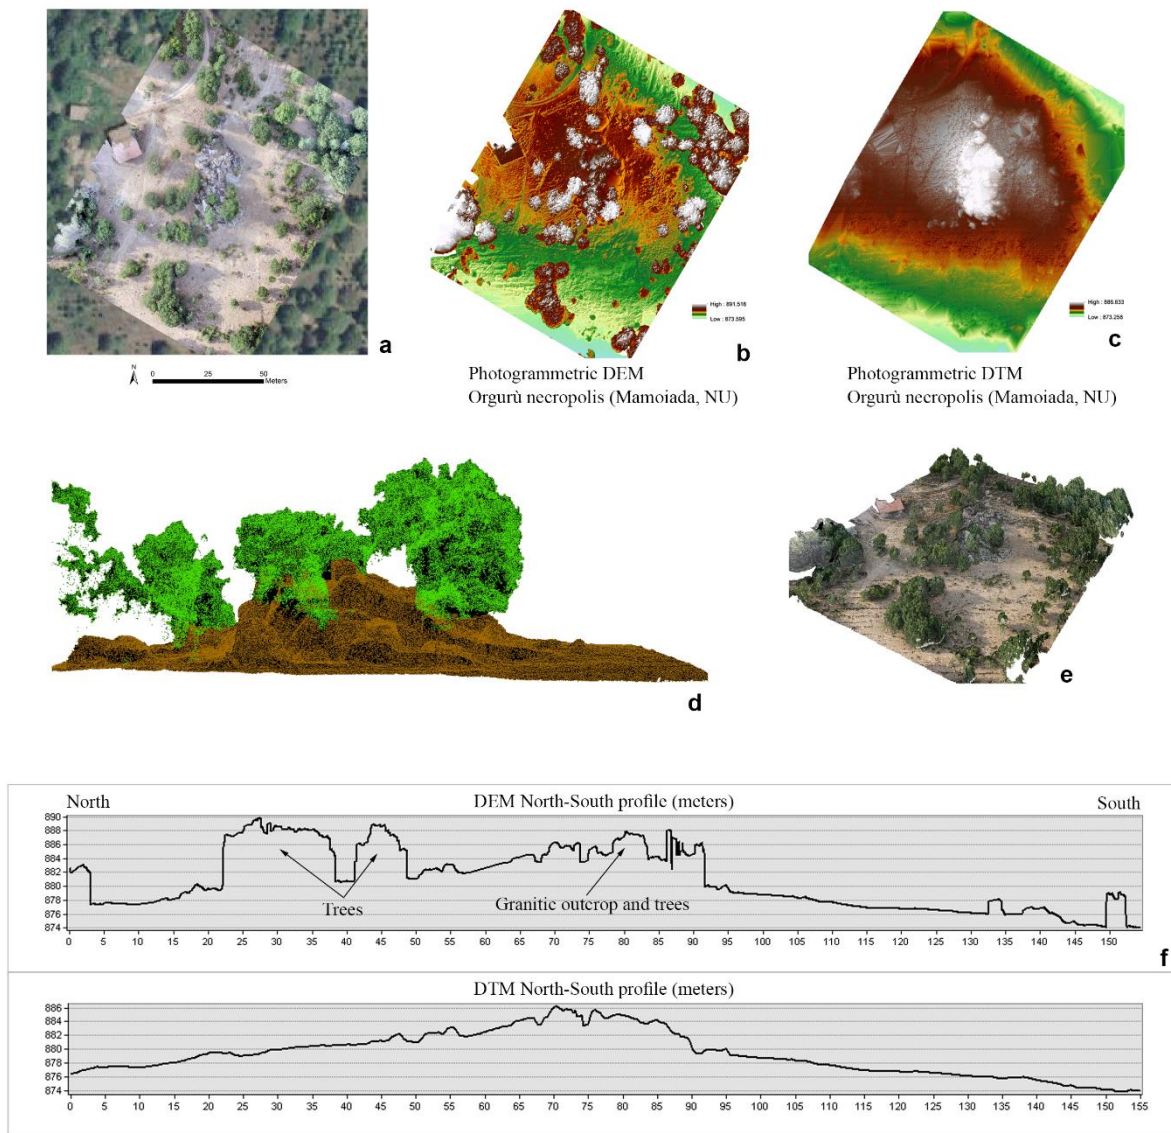 a
N
0 25 50
Meters
High : 891.516
Low : 873.595
b
Photogrammetric DEM
Orgurù necropolis (Mamoiada, NU)
High : 886.633
Low : 873.256
c
Photogrammetric DTM
Orgurù necropolis (Mamoiada, NU)
d
e
North
DEM North-South profile (meters)
South
890
888
886
884
882
880
878
876
874
Trees
Granitic outcrop and trees
0 5 10 15 20 25 30 35 40 45 50 55 60 65 70 75 80 85 90 95 100 105 110 115 120 125 130 135 140 145 150
f
DTM North-South profile (meters)
886
884
882
880
878
876
874
0 5 10 15 20 25 30 35 40 45 50 55 60 65 70 75 80 85 90 95 100 105 110 115 120 125 130 135 140 145 150 155